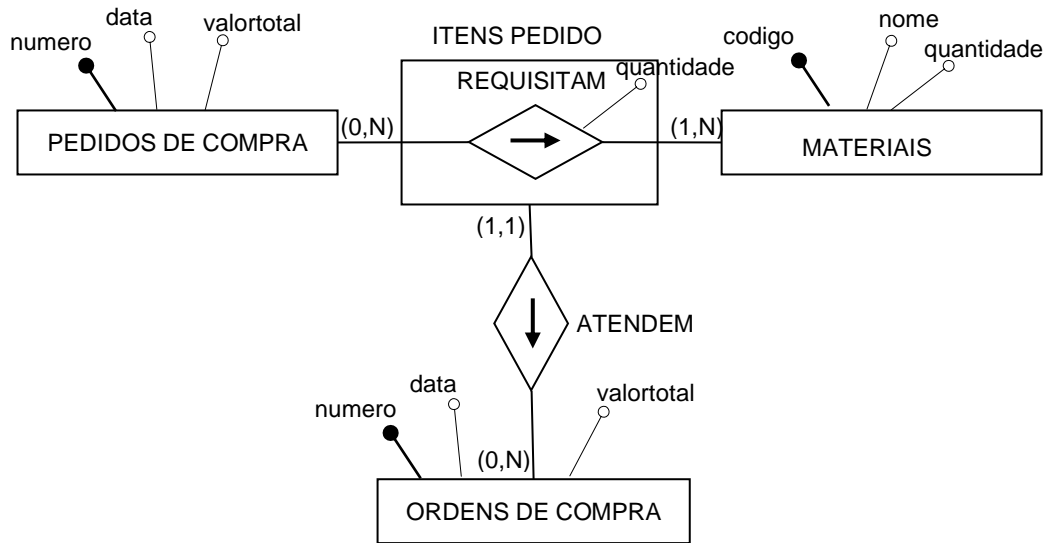 data
valortotal
numero
ITENS PEDIDO
nome
codigo
quantidade
REQUISITAM
quantidade
PEDIDOS DE COMPRA
(0,N)
(1,N)
MATERIAIS
(1,1)
ATENDEM
data
valortotal
numero
(0,N)
ORDENS DE COMPRA